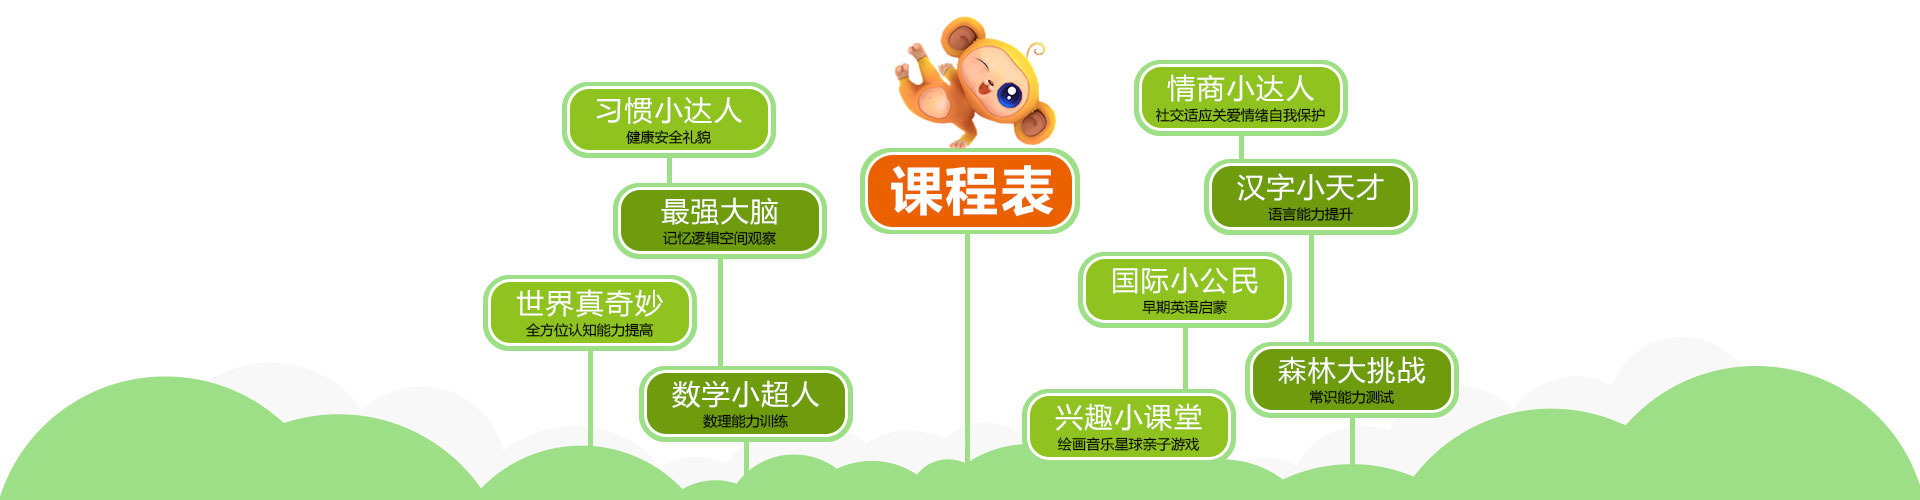 课程表
习惯小达人
健康安全礼貌
最强大脑
记忆逻辑空间观察
世界真奇妙
全方位认知能力提高
数学小超人
数理能力训练
情商小达人
社交适应关爱情绪自我保护
汉字小天才
语言能力提升
国际小公民
早期英语启蒙
森林大挑战
常识能力测试
兴趣小课堂
绘画音乐星球亲子游戏